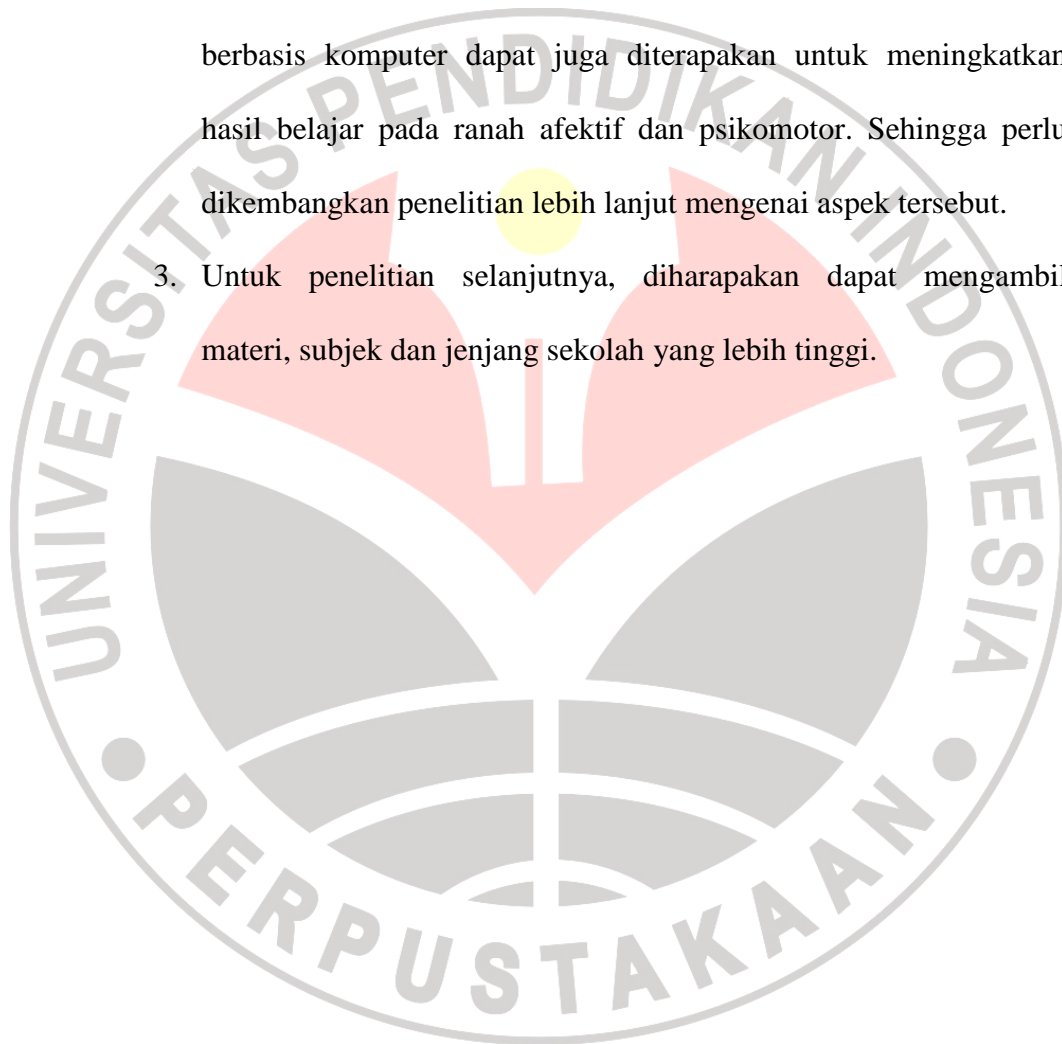 berbasis komputer dapat juga diterapakan untuk meningkatkan
hasil belajar pada ranah afektif dan psikomotor. Sehingga perlu
dikembangkan penelitian lebih lanjut mengenai aspek tersebut.
3. Untuk penelitian selanjutnya, diharapakan dapat mengambil
materi, subjek dan jenjang sekolah yang lebih tinggi.
UNIVERSITAS PENDIDIKAN INDONESIA
PERPUSTAKAAN